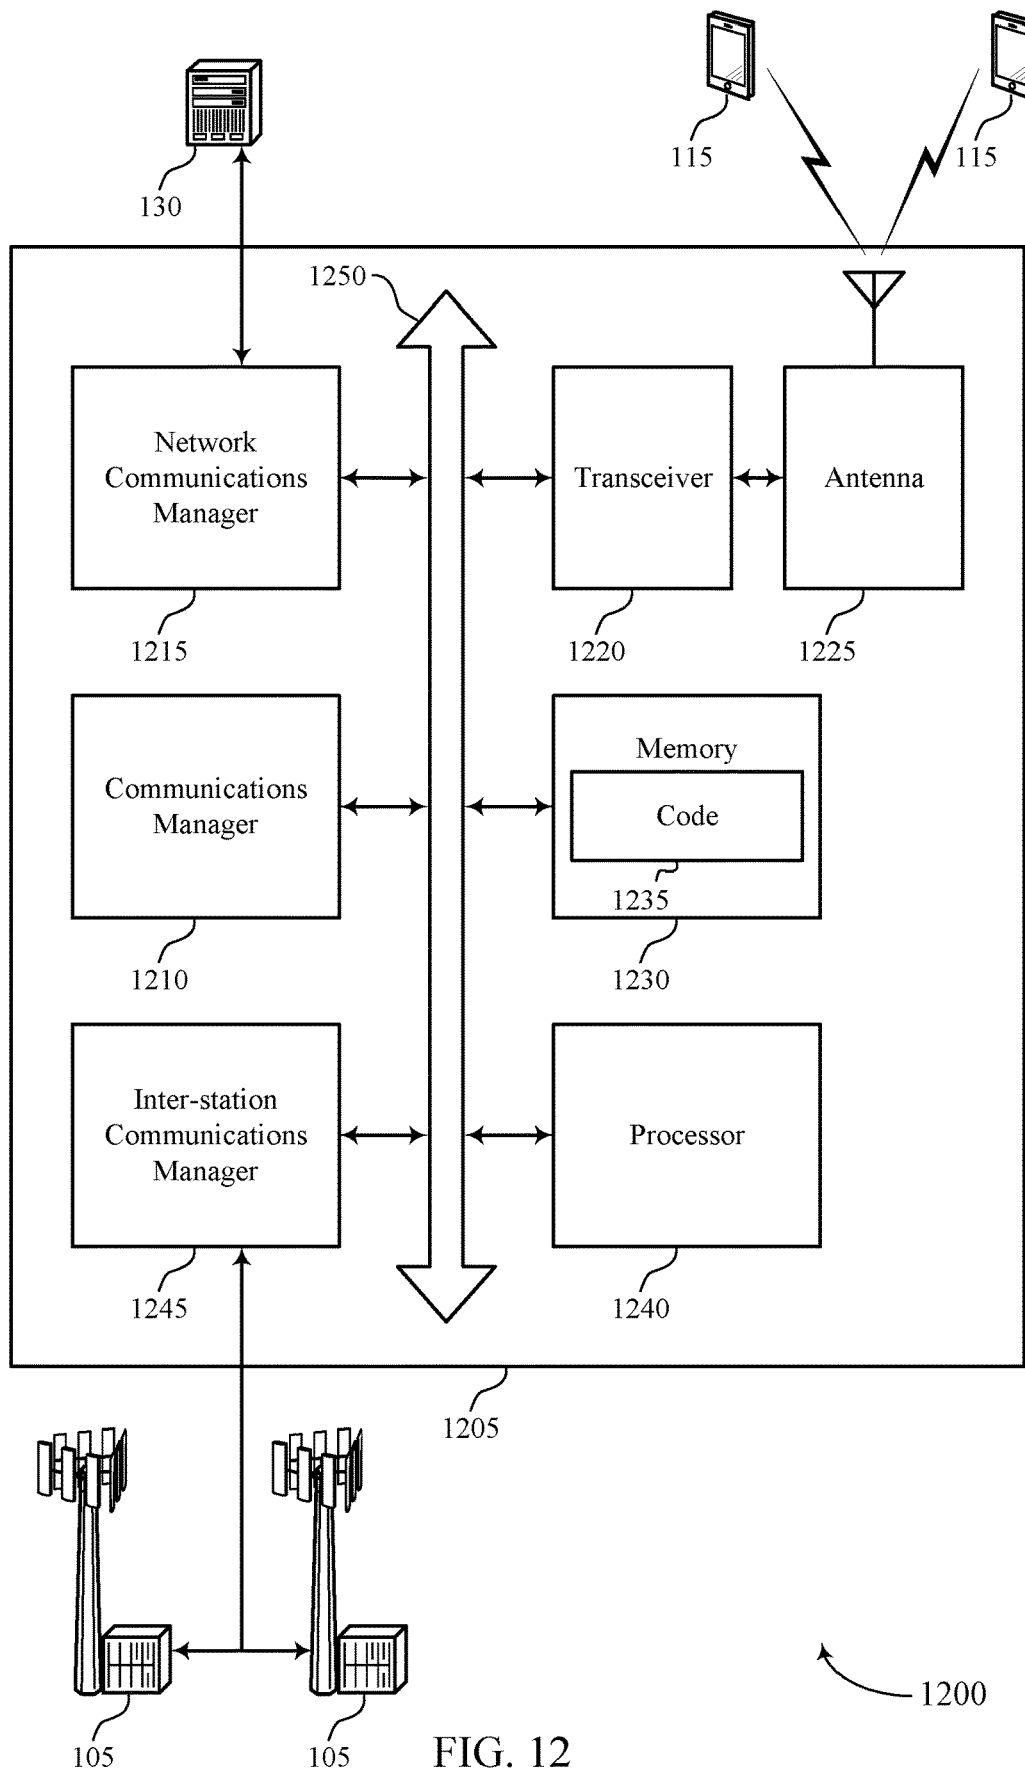 115
115
130
1250
Network
Communications
Manager
Transceiver
Antenna
1215
1220
1225
Communications
Manager
Memory
Code
1235
1210
1230
Inter-station
Communications
Manager
Processor
1245
1240
1205
1200
105
105
FIG. 12